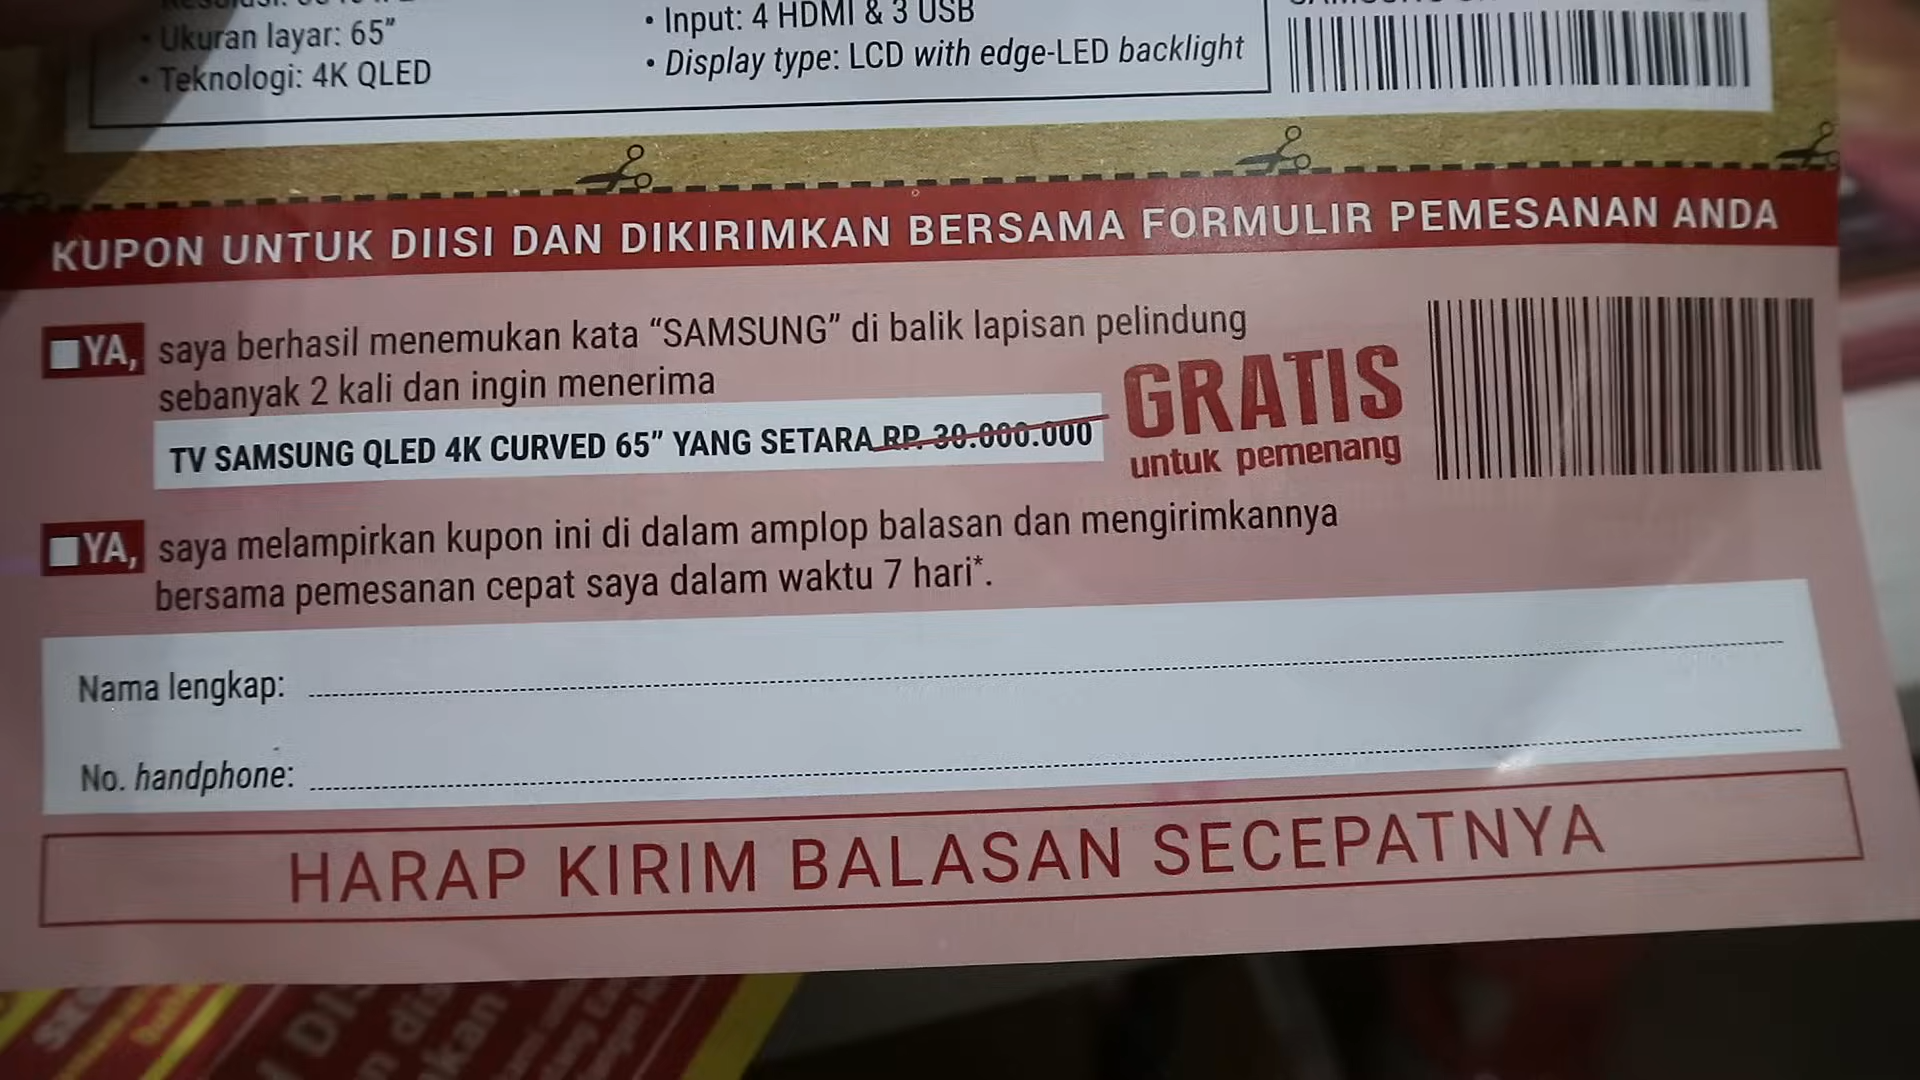 • Ukuran layar: 65”
• Teknologi: 4K QLED
• Input: 4 HDMI & 3 USB
• Display type: LCD with edge-LED backlight
KUPON UNTUK DIISI DAN DIKIRIMKAN BERSAMA FORMULIR PEMESANAN ANDA
YA, saya berhasil menemukan kata “SAMSUNG” di balik lapisan pelindung
sebanyak 2 kali dan ingin menerima
TV SAMSUNG QLED 4K CURVED 65” YANG SETARA RP. 30.000.000
GRATIS
untuk pemenang
YA, saya melampirkan kupon ini di dalam amplop balasan dan mengirimkannya
bersama pemesanan cepat saya dalam waktu 7 hari*.
Nama lengkap:
No. handphone:
HARAP KIRIM BALASAN SECEPATNYA